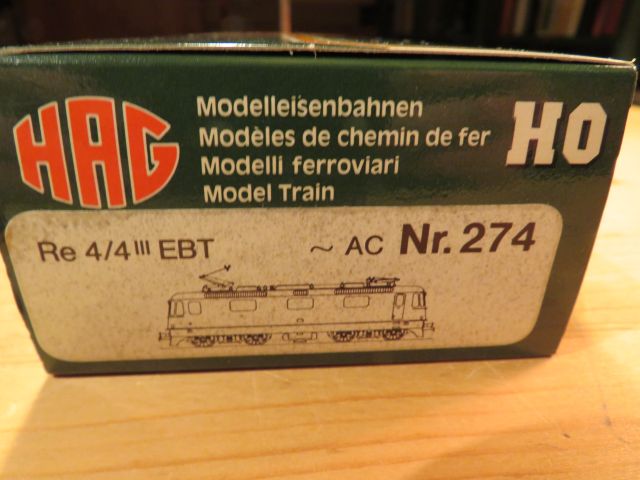 HAG
Modelleisenbahnen
Modèles de chemin de fer
Modelli ferroviari
Model Train
HO
Re 4/4 III EBT ~ AC Nr. 274